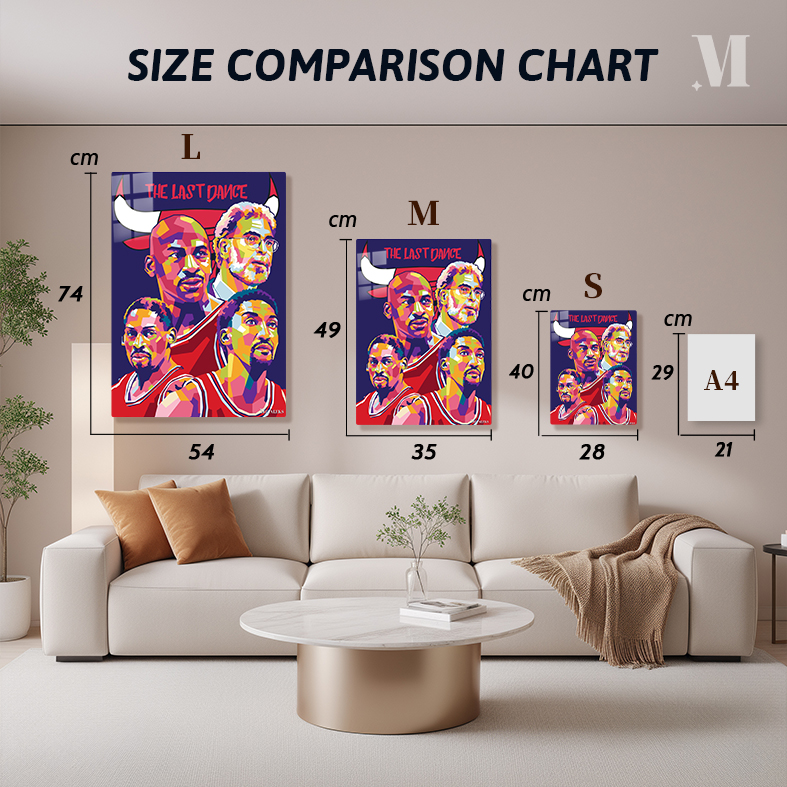 SIZE COMPARISON CHART
M
L
cm
THE LAST DANCE
74
54
M
cm
THE LAST DANCE
49
35
S
cm
THE LAST DANCE
40
28
cm
A4
29
21